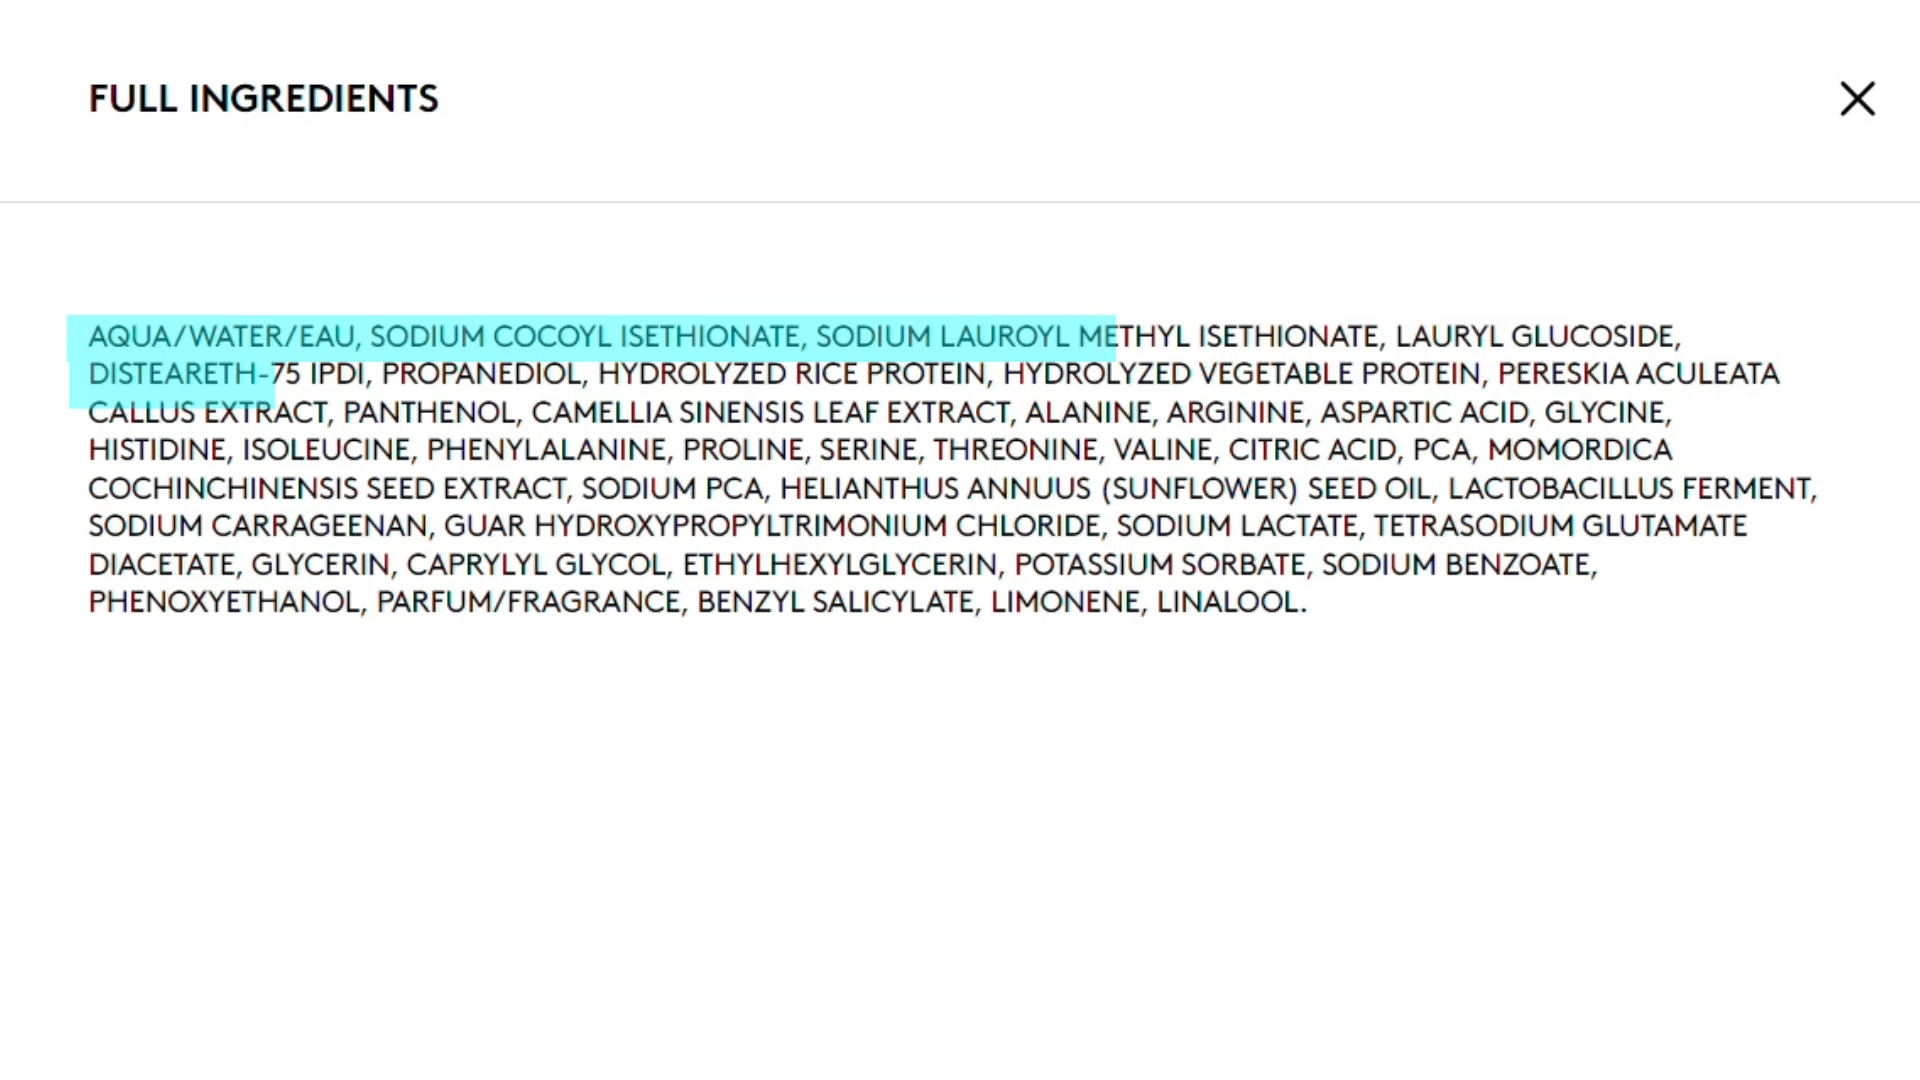 FULL INGREDIENTS
AQUA/WATER/EAU, SODIUM COCOYL ISETHIONATE, SODIUM LAUROYL METHYL ISETHIONATE, LAURYL GLUCOSIDE,
DISTEARETH-75 IPDI, PROPANEDIOL, HYDROLYZED RICE PROTEIN, HYDROLYZED VEGETABLE PROTEIN, PERESKIA ACULEATA
CALLUS EXTRACT, PANTHENOL, CAMELLIA SINENSIS LEAF EXTRACT, ALANINE, ARGININE, ASPARTIC ACID, GLYCINE,
HISTIDINE, ISOLEUCINE, PHENYLALANINE, PROLINE, SERINE, THREONINE, VALINE, CITRIC ACID, PCA, MOMORDICA
COCHINCHINENSIS SEED EXTRACT, SODIUM PCA, HELIANTHUS ANNUUS (SUNFLOWER) SEED OIL, LACTOBACILLUS FERMENT,
SODIUM CARRAGEENAN, GUAR HYDROXYPROPYLTRIMONIUM CHLORIDE, SODIUM LACTATE, TETRASODIUM GLUTAMATE
DIACETATE, GLYCERIN, CAPRYLYL GLYCOL, ETHYLHEXYLGLYCERIN, POTASSIUM SORBATE, SODIUM BENZOATE,
PHENOXYETHANOL, PARFUM/FRAGRANCE, BENZYL SALICYLATE, LIMONENE, LINALOOL.